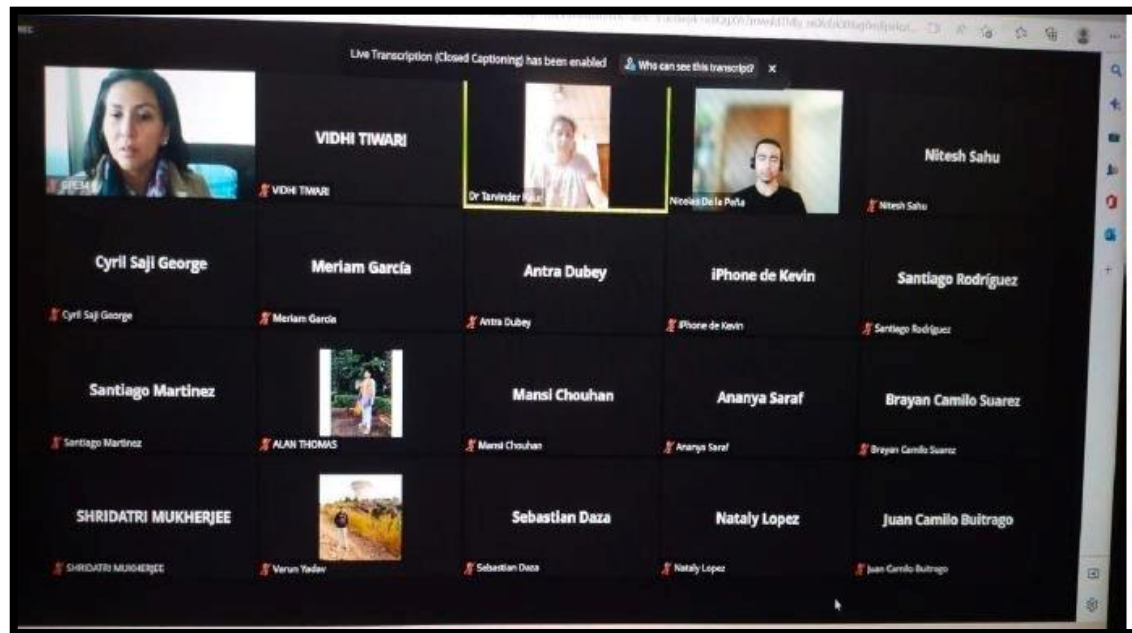 REC
Live Transcription (Closed Captioning) has been enabled Who can see this transcript?
VIDHI TIWARI
Nitesh Sahu
VIDHI TIWARI
Dr Tarvinder Kaur
Nicolas De la Peña
Nitesh Sahu
Cyril Saji George
Meriam García
Antra Dubey
iPhone de Kevin
Santiago Rodríguez
Cyril Saji George
Meriam García
Antra Dubey
iPhone de Kevin
Santiago Rodríguez
Santiago Martinez
Mansi Chouhan
Ananya Saraf
Brayan Camilo Suarez
Santiago Martinez
ALAN THOMAS
Mansi Chouhan
Ananya Saraf
Brayan Camilo Suarez
SHRIDATRI MUKHERJEE
Sebastian Daza
Nataly Lopez
Juan Camilo Buitrago
SHRIDATRI MUKHERJEE
Varun Yadav
Sebastian Daza
Nataly Lopez
Juan Camilo Buitrago